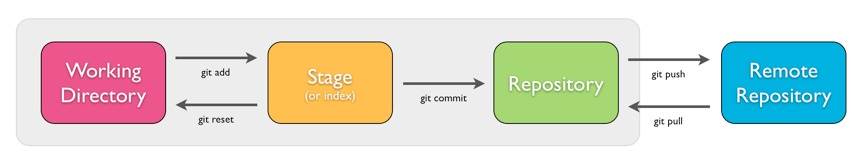 Working
Directory
git add
git reset
Stage
(or index)
git commit
Repository
git push
git pull
Remote
Repository